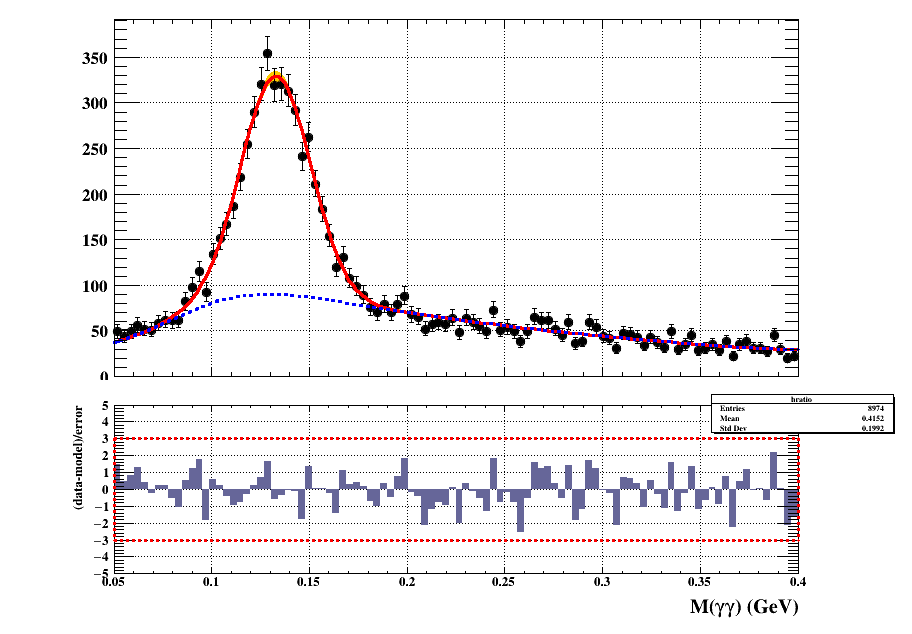 350
300
250
200
150
100
50
0
hratio
Entries 8974
Mean 0.4152
Std Dev 0.1992
(data-model)/error
5
4
3
2
1
0
−1
−2
−3
−4
−5
0.05 0.1 0.15 0.2 0.25 0.3 0.35 0.4
M(γγ) (GeV)